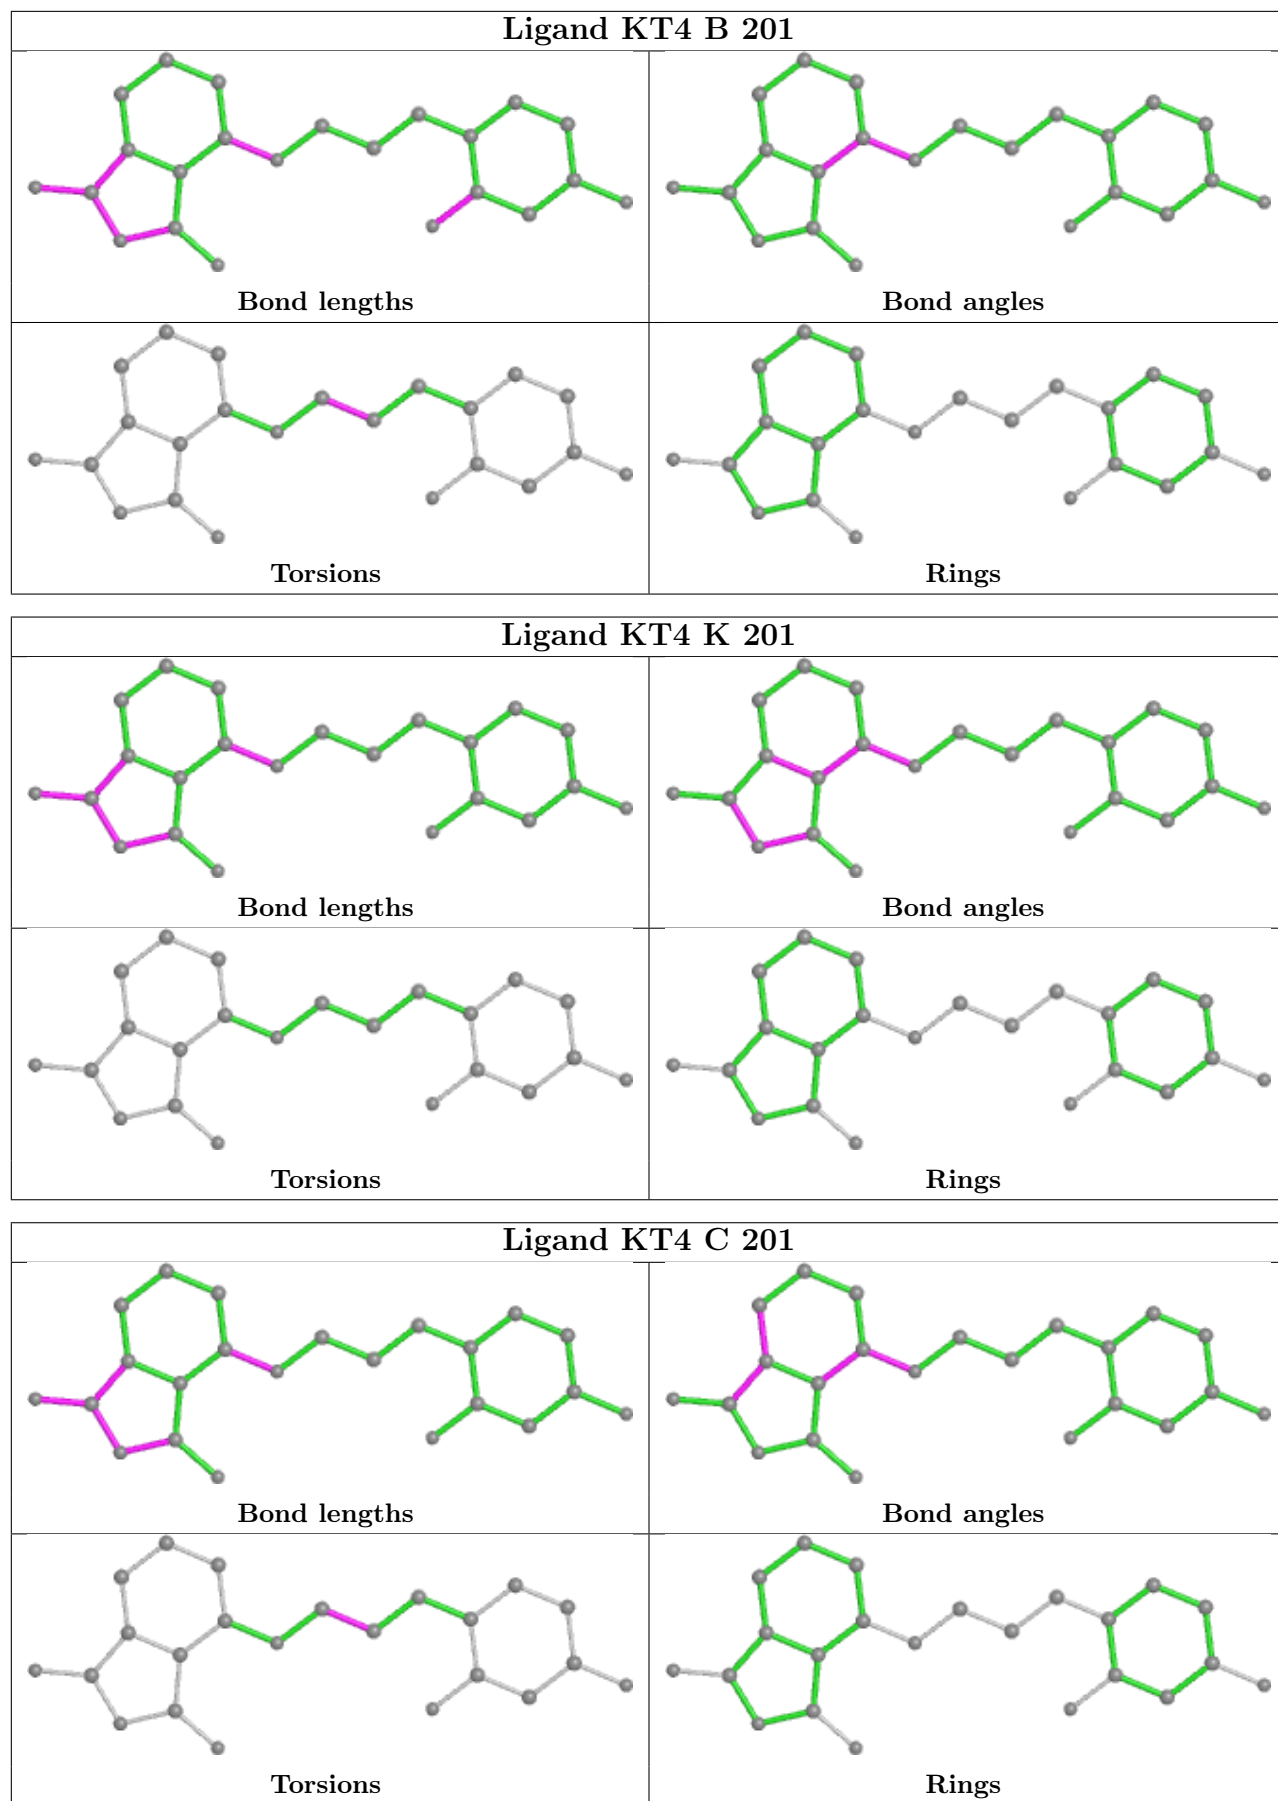 Ligand KT4 B 201
Bond lengths
Bond angles
Torsions
Rings
Ligand KT4 K 201
Bond lengths
Bond angles
Torsions
Rings
Ligand KT4 C 201
Bond lengths
Bond angles
Torsions
Rings